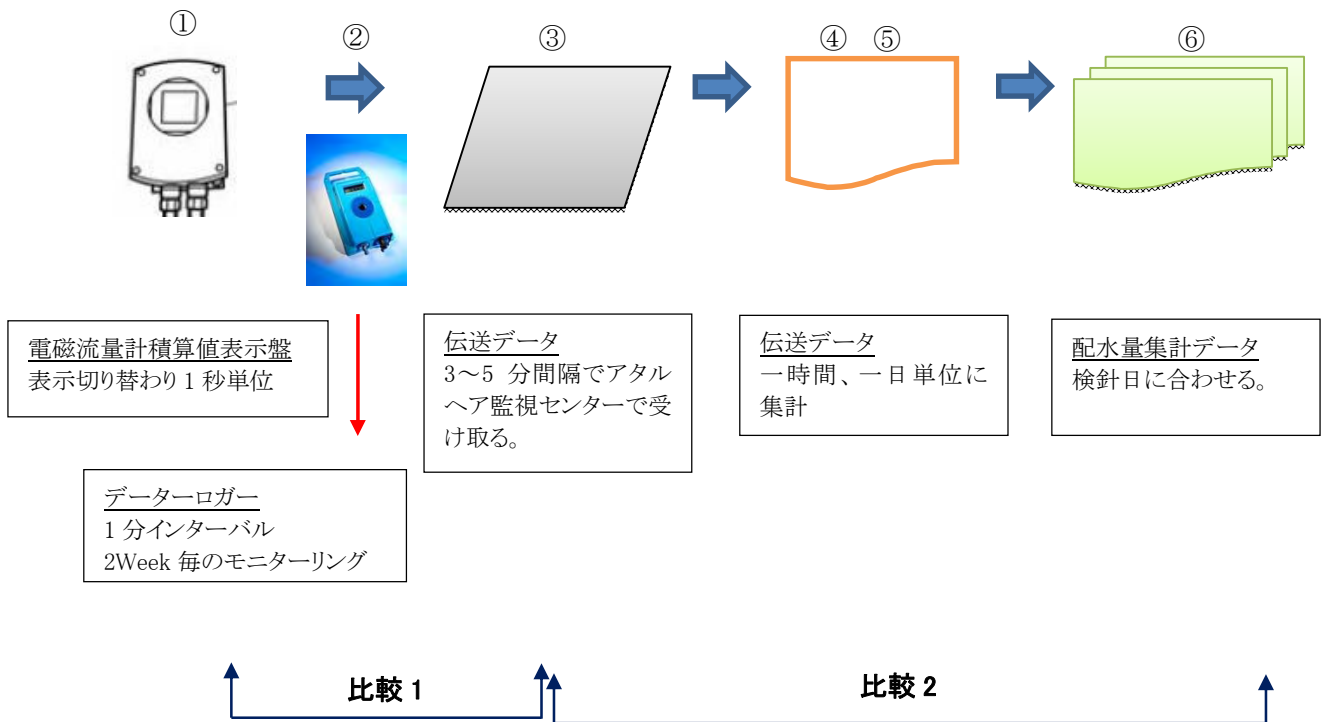 ①
②
③
④ ⑤
⑥
電磁流量計積算値表示盤
表示切り替わり 1 秒単位
伝送データ
3～5 分間隔でアタル
ヘア監視センターで受
け取る。
伝送データ
一時間、一日単位に
集計
配水量集計データ
検針日に合わせる。
データーロガー
1 分インターバル
2Week 毎のモニターリング
比較 1
比較 2